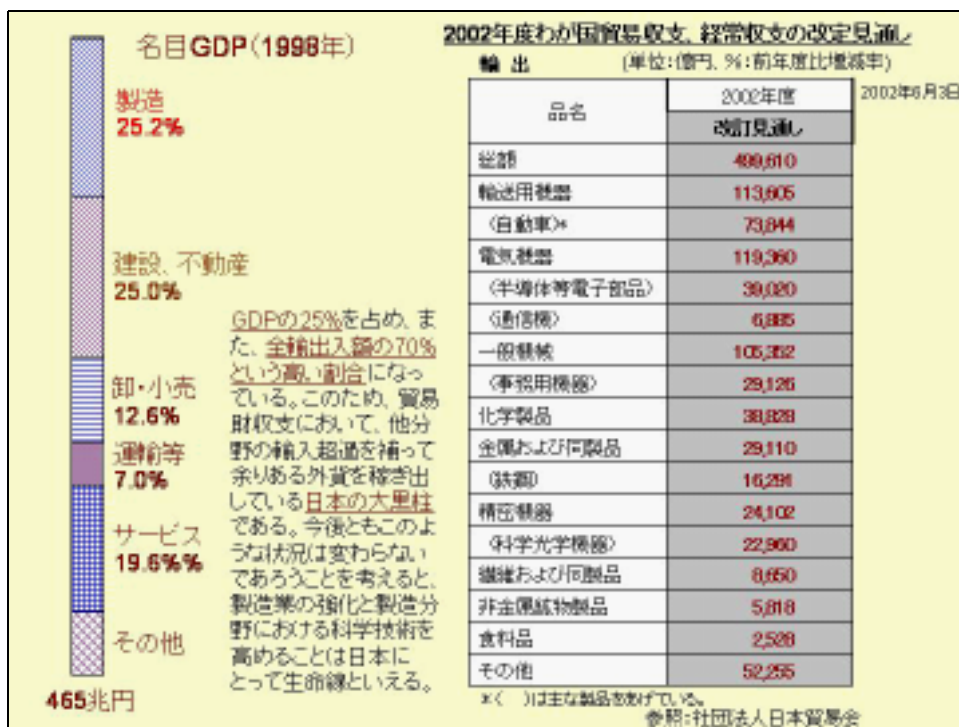 名目GDP(1998年)
製造
25.2%
建設、不動産
25.0%
卸・小売
12.6%
運輸等
7.0%
サービス
19.6%%
その他
465兆円
GDPの25%を占め、ま
た、全輸出入額の70%
という高い割合になっ
ている。このため、貿易
財収支において、他分
野の輸入超過を補って
余りある外貨を稼ぎ出
している日本の大黒柱
である。今後ともこのよ
うな状況は変わらない
であろうことを考えると、
製造業の強化と製造分
野における科学技術を
高めることは日本に
とって生命線といえる。
2002年度わが国貿易収支、経常収支の改定見通し
輸 出 (単位:億円、%:前年度比増減率)
2002年6月3日
品名 2002年度
改訂見通し
総額 499,610
輸送用機器 113,605
(自動車)* 73,844
電気機器 119,360
(半導体等電子部品) 39,020
(通信機) 6,885
一般機械 105,352
(事務用機器) 29,126
化学製品 38,828
金属および同製品 29,110
(鉄鋼) 16,291
精密機器 24,102
(科学光学機器) 22,960
繊維および同製品 8,650
非金属鉱物製品 5,818
食料品 2,528
その他 52,255
*( )は主な製品をあげている。
参照:社団法人日本貿易会